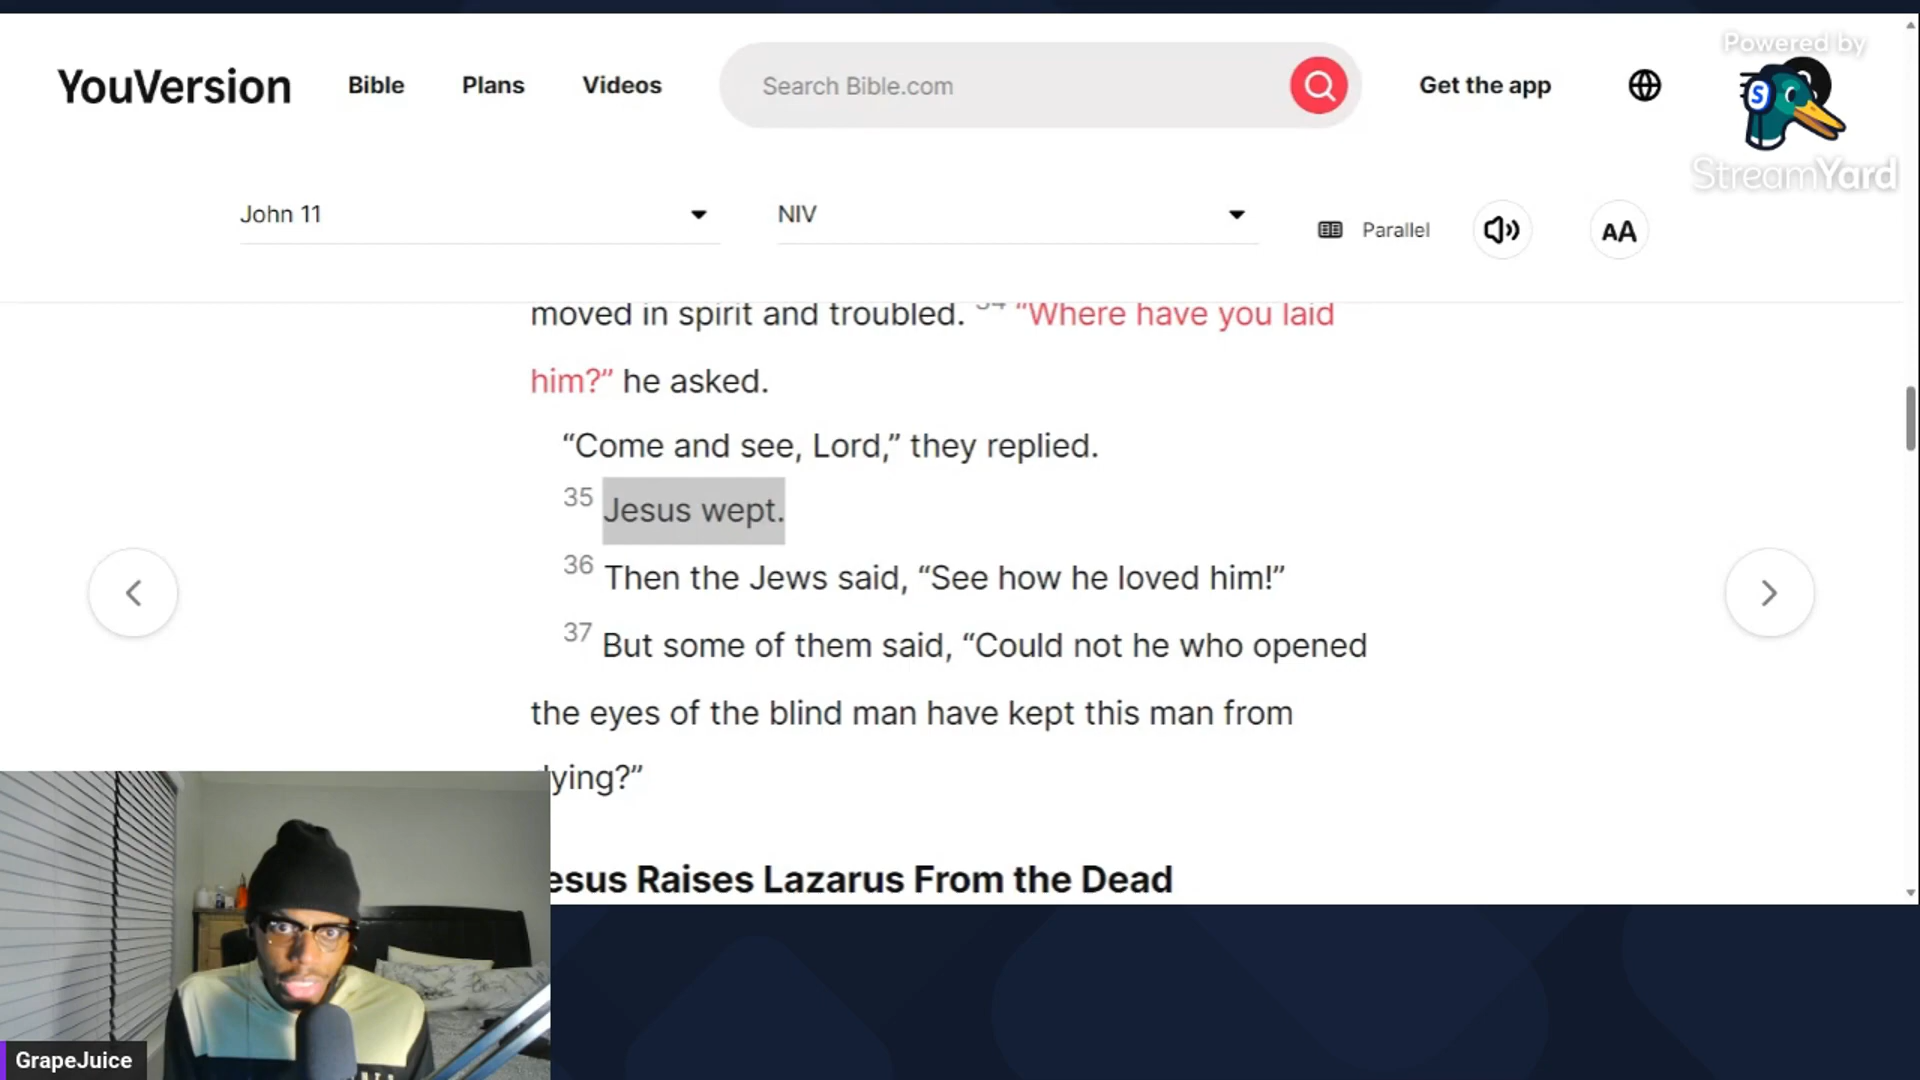 Powered by
YouVersion Bible Plans Videos Search Bible.com Get the app
S
StreamYard
John 11 NIV Parallel AA
moved in spirit and troubled. 34 “Where have you laid
him?” he asked.
“Come and see, Lord,” they replied.
35 Jesus wept.
36 Then the Jews said, “See how he loved him!”
37 But some of them said, “Could not he who opened
the eyes of the blind man have kept this man from
ying?”
esus Raises Lazarus From the Dead
GrapeJuice